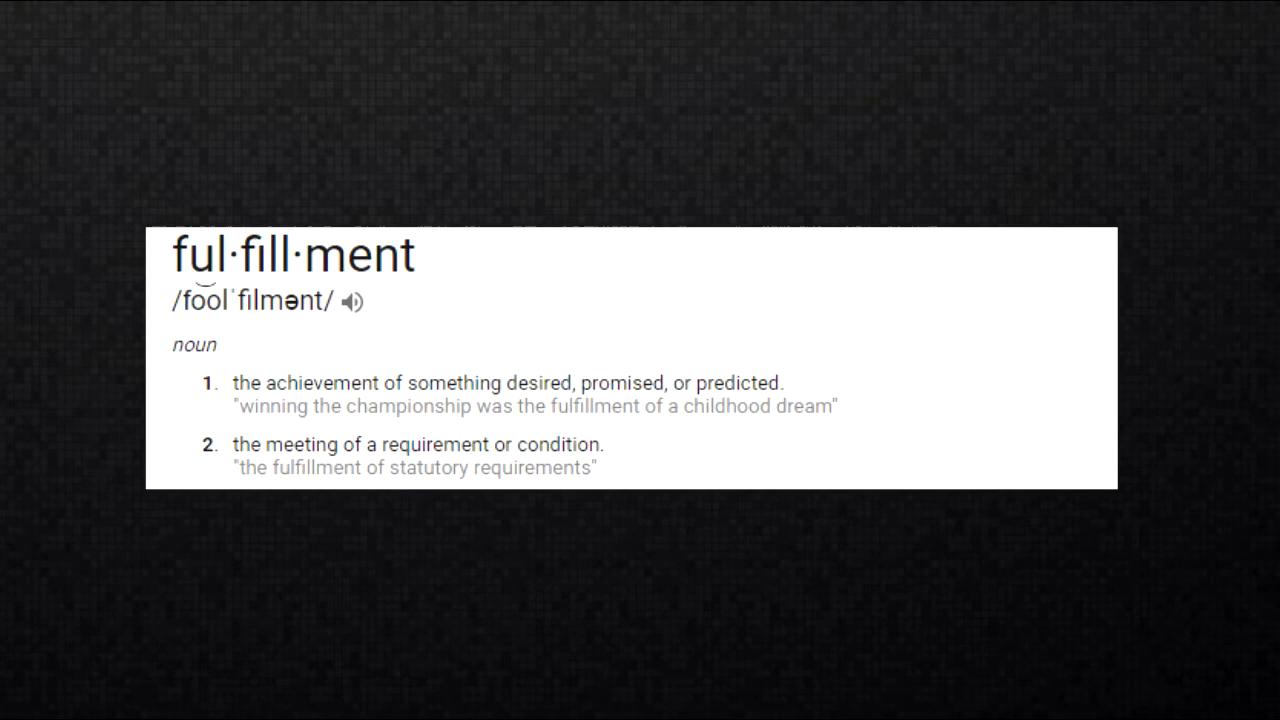 ful·fill·ment
/fo͝olˈfilmənt/
noun
1. the achievement of something desired, promised, or predicted.
"winning the championship was the fulfillment of a childhood dream"
2. the meeting of a requirement or condition.
"the fulfillment of statutory requirements"